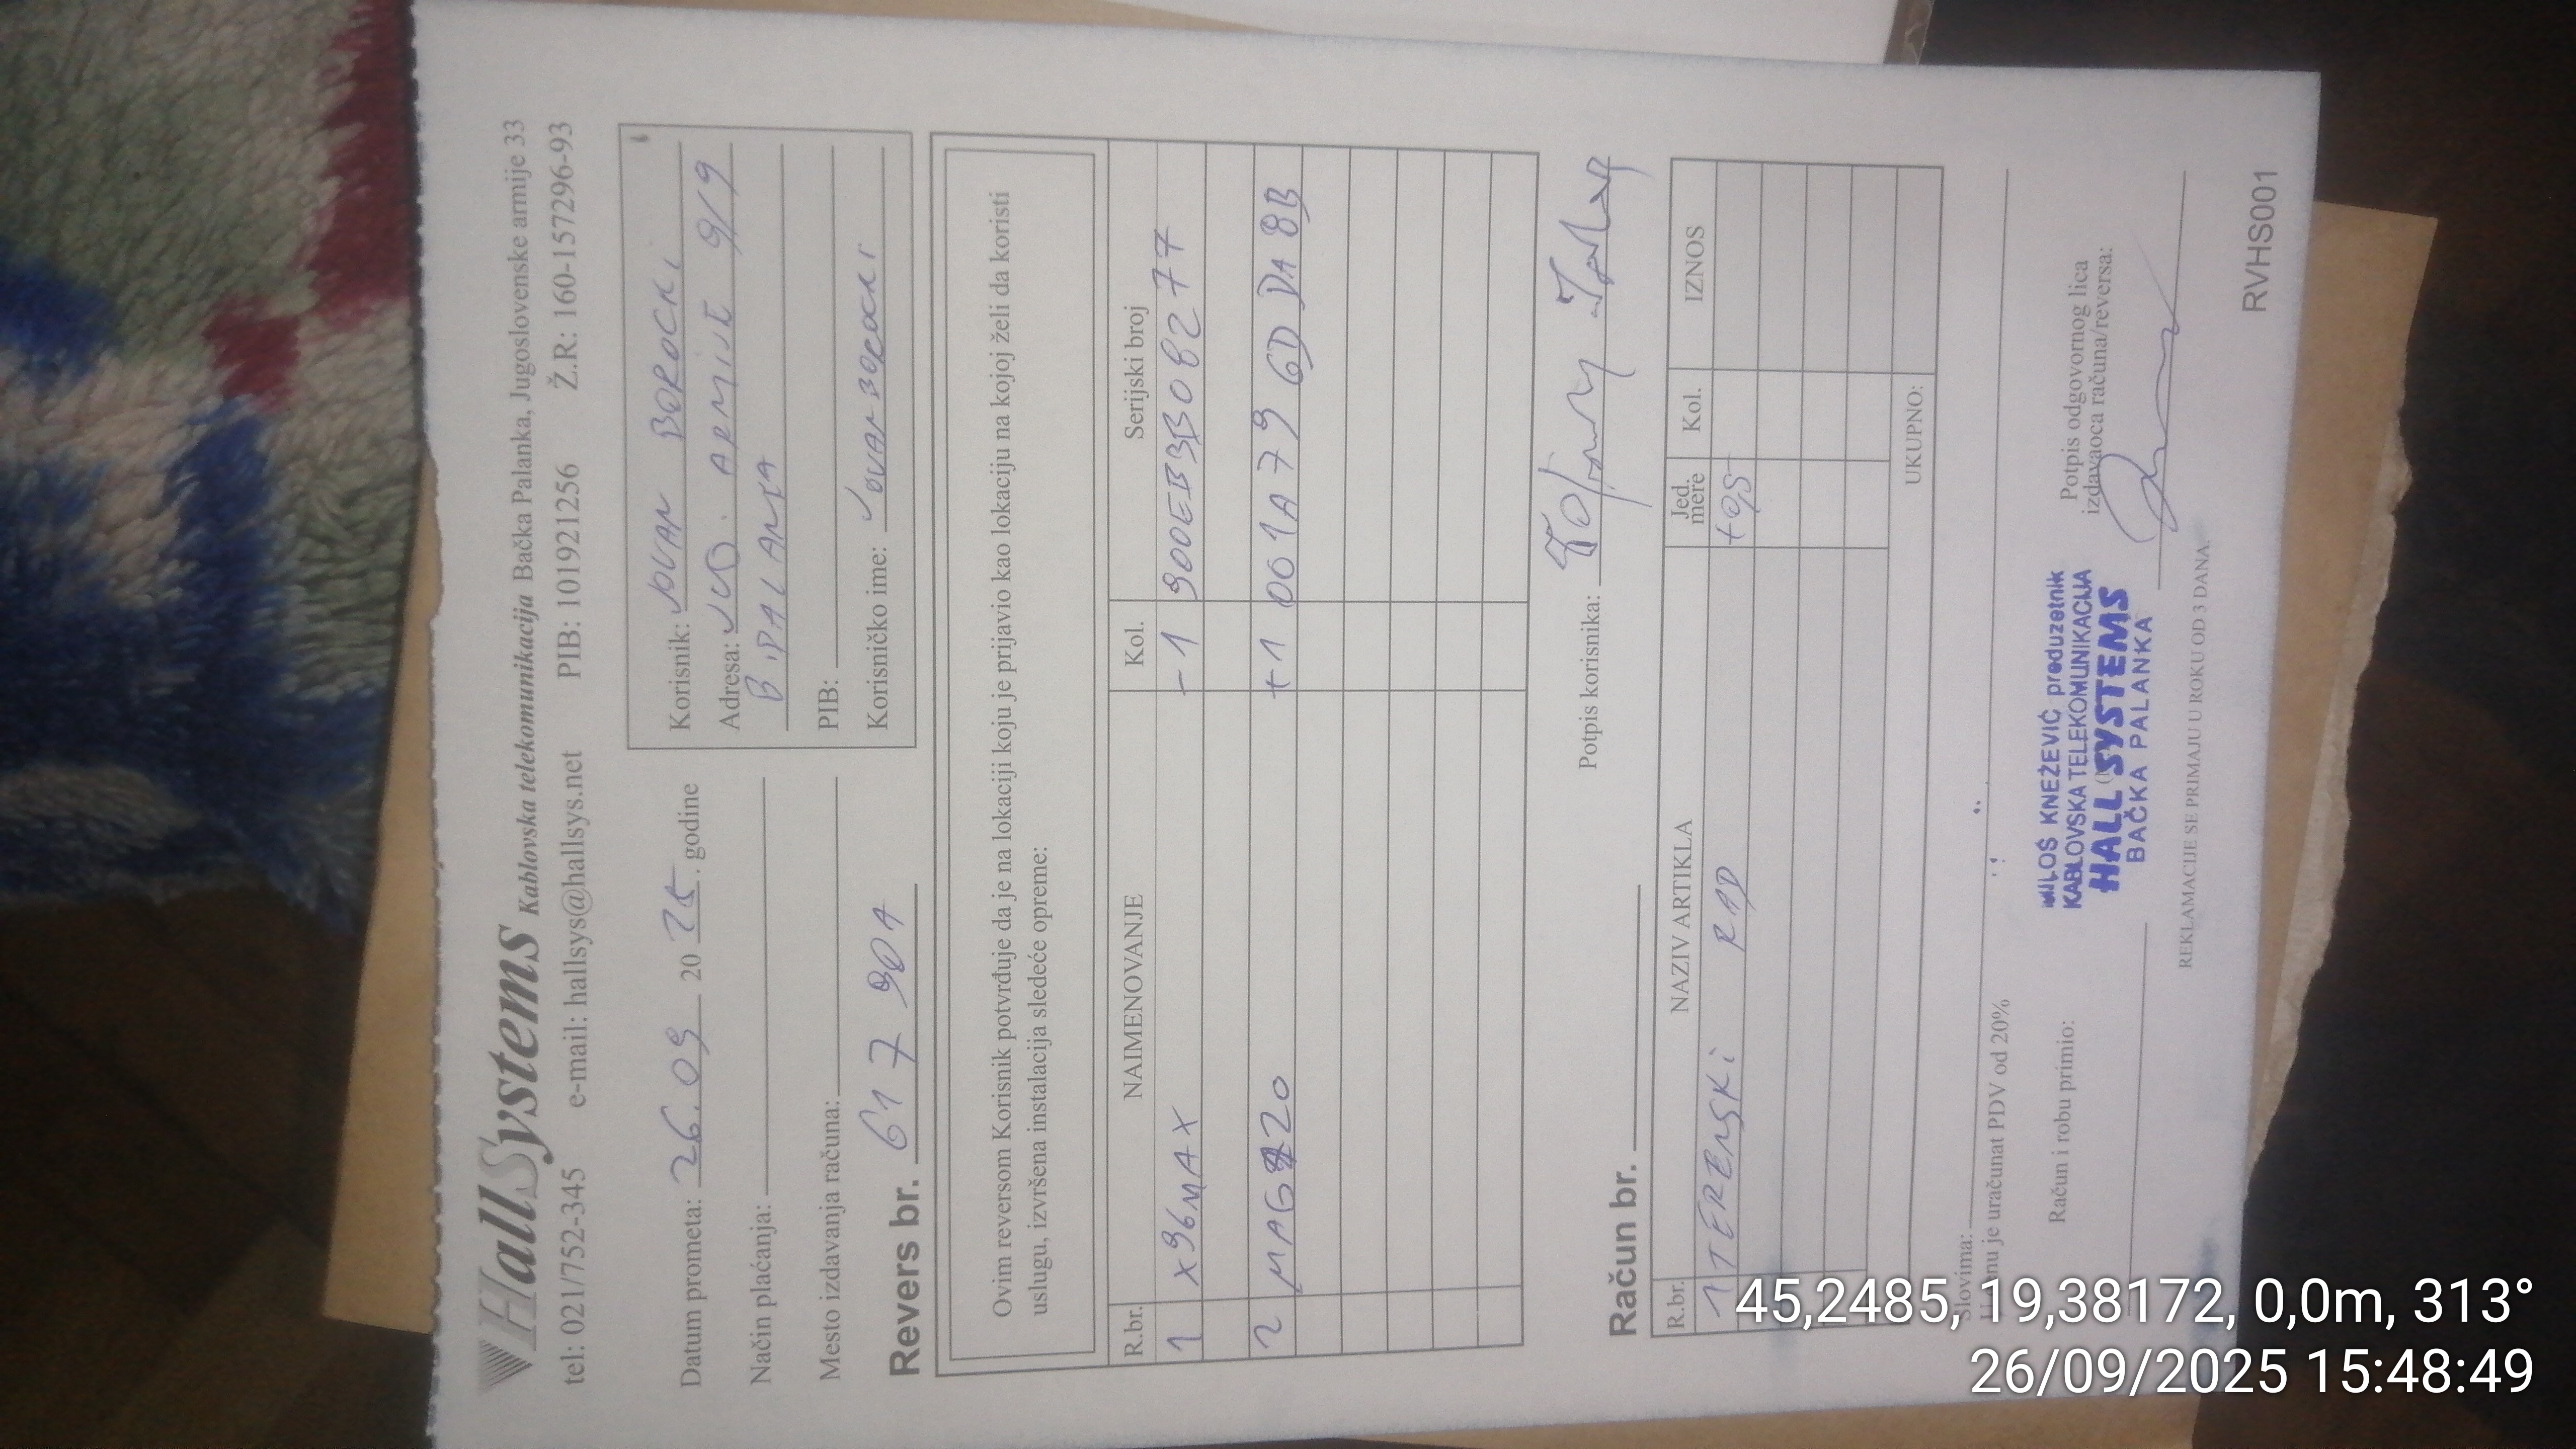 HallSystems Kablovska telekomunikacija Bačka Palanka, Jugoslovenske armije 33
tel: 021/752-345 e-mail: hallsys@hallsys.net PIB: 101921256 Ž.R: 160-157296-93
Datum prometa: 26.09 20 25. godine
Način plaćanja:
Mesto izdavanja računa:
Korisnik: JOVAN BOROCKI
Adresa: JUG. ARMIJE 9/9
B. PALANKA
PIB:
Korisničko ime: JOVANBOROCKI
Revers br. 617 901
Ovim reversom Korisnik potvrđuje da je na lokaciji koju je prijavio kao lokaciju na kojoj želi da koristi
uslugu, izvršena instalacija sledeće opreme:
R.br. NAIMENOVANJE Kol. Serijski broj
1 X96MAX -1 900EB3B08277
2 MAG 420 +1 001A796DDA8B
Potpis korisnika:
Račun br.
R.br. NAZIV ARTIKLA Jed. mere Kol. IZNOS
1 TERENSKI RAD
UKUPNO:
Slovima:
U cenu je uračunat PDV od 20%
Račun i robu primio:
MILOŠ KNEŽEVIĆ preduzetnik
KABLOVSKA TELEKOMUNIKACIJA
HALL SYSTEMS
BAČKA PALANKA
Potpis odgovornog lica
izdavaoca računa/reversa:
REKLAMACIJE SE PRIMAJU U ROKU OD 3 DANA.
RVHS001
45,2485, 19,38172, 0,0m, 313°
26/09/2025 15:48:49